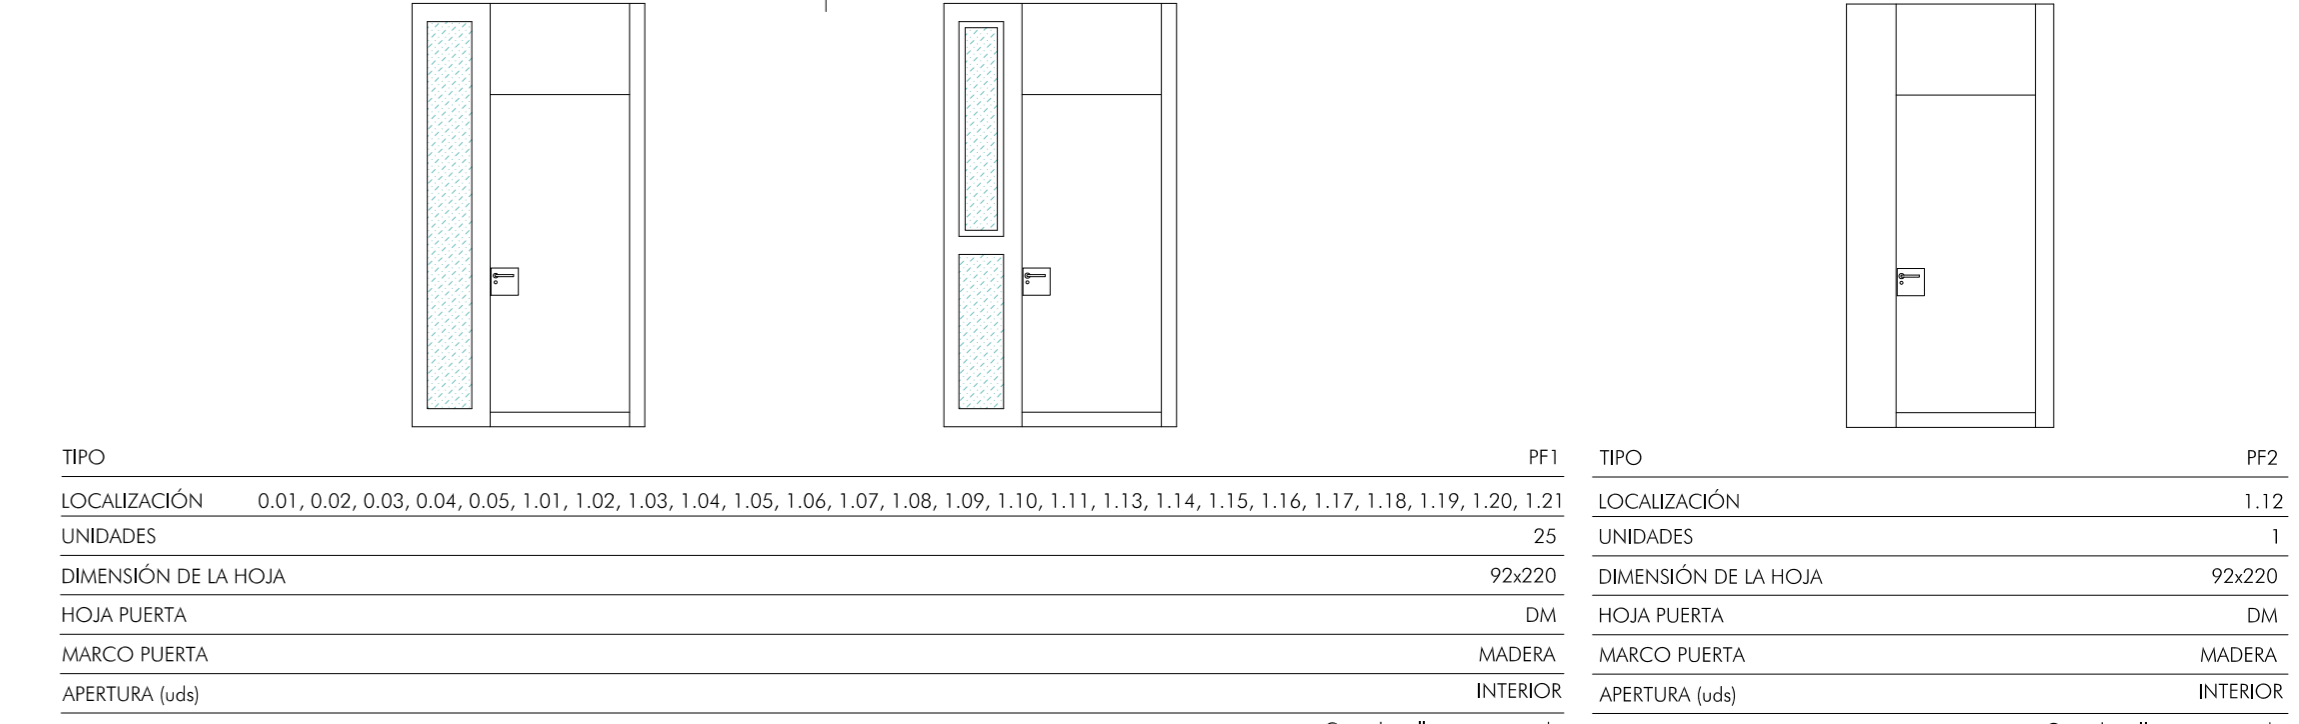 TIPO PF1
LOCALIZACIÓN 0.01, 0.02, 0.03, 0.04, 0.05, 1.01, 1.02, 1.03, 1.04, 1.05, 1.06, 1.07, 1.08, 1.09, 1.10, 1.11, 1.13, 1.14, 1.15, 1.16, 1.17, 1.18, 1.19, 1.20, 1.21
UNIDADES 25
DIMENSIÓN DE LA HOJA 92x220
HOJA PUERTA DM
MARCO PUERTA MADERA
APERTURA (uds) INTERIOR
TIPO PF2
LOCALIZACIÓN 1.12
UNIDADES 1
DIMENSIÓN DE LA HOJA 92x220
HOJA PUERTA DM
MARCO PUERTA MADERA
APERTURA (uds) INTERIOR